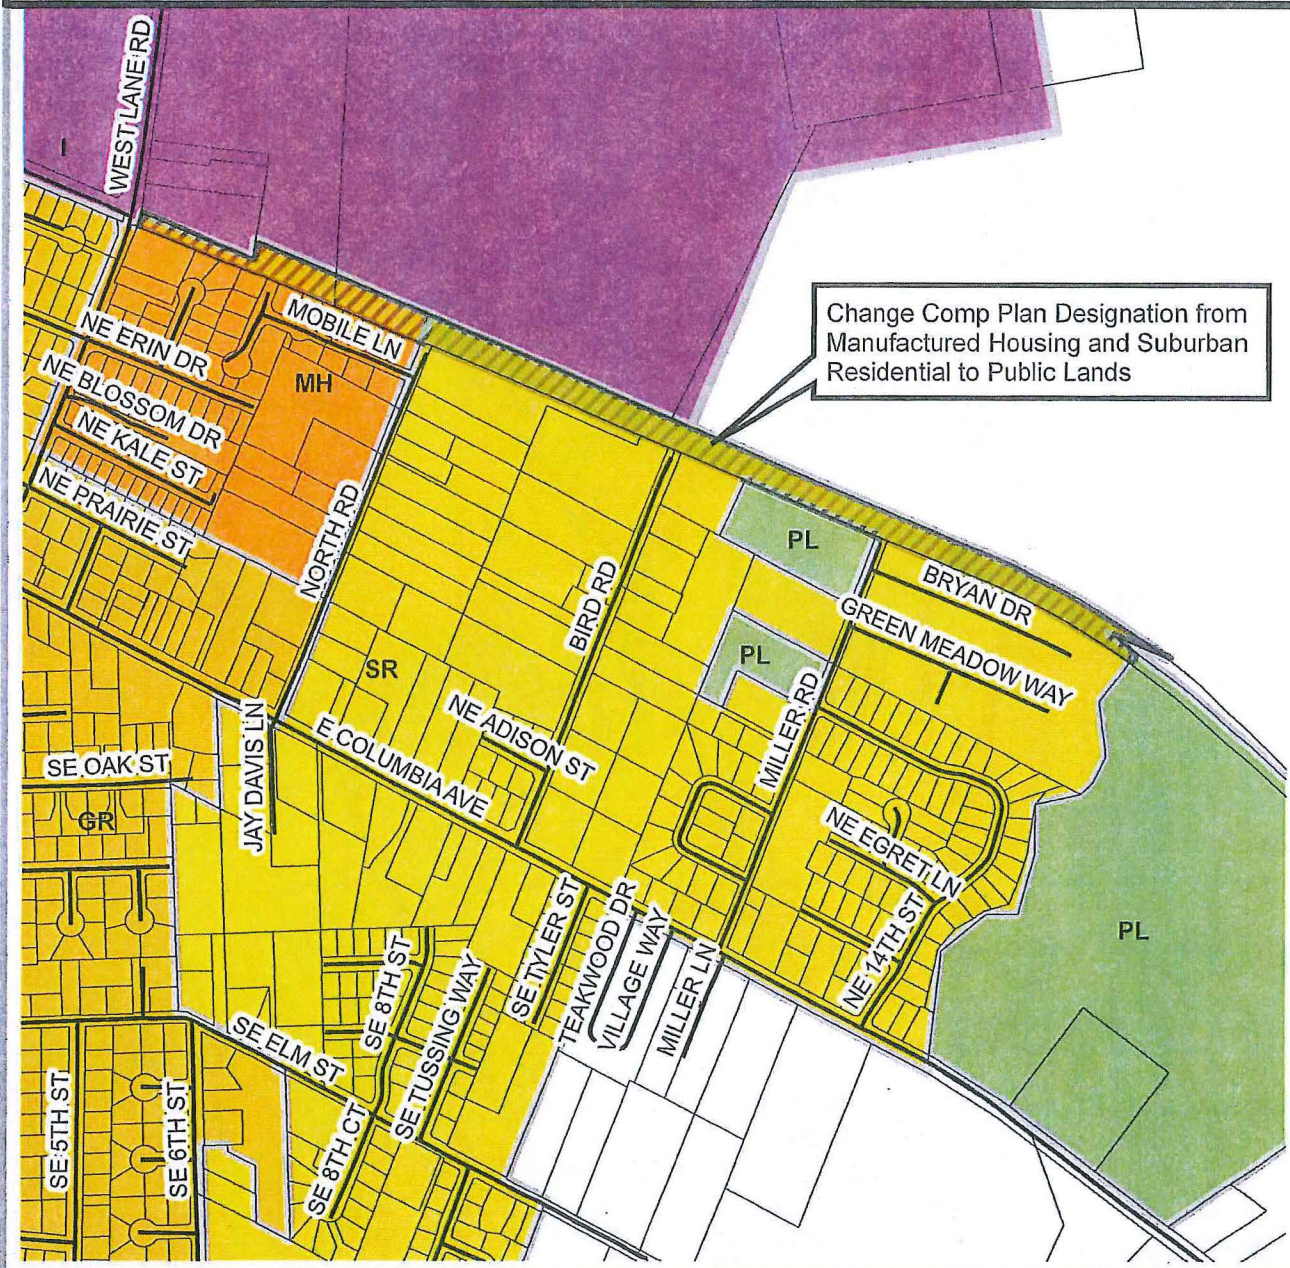 WEST LANE RD
I
Change Comp Plan Designation from
Manufactured Housing and Suburban
Residential to Public Lands
MOBILE LN
NE ERIN DR
MH
NE BLOSSOM DR
NE KALE ST
NE PRAIRIE ST
NORTH RD
PL
BRYAN DR
BIRD RD
GREEN MEADOW WAY
PL
SR
MILLER RD
NE ADISON ST
JAY DAVIS LN
E COLUMBIA AVE
SE OAK ST
GR
NE EGRET LN
NE 14TH ST
PL
SE TYLER ST
TEAKWOOD DR
VILLAGE WAY
MILLER LN
SE 8TH ST
SE TUSSING WAY
SE ELM ST
SE 5TH ST
SE 6TH ST
SE 8TH CT